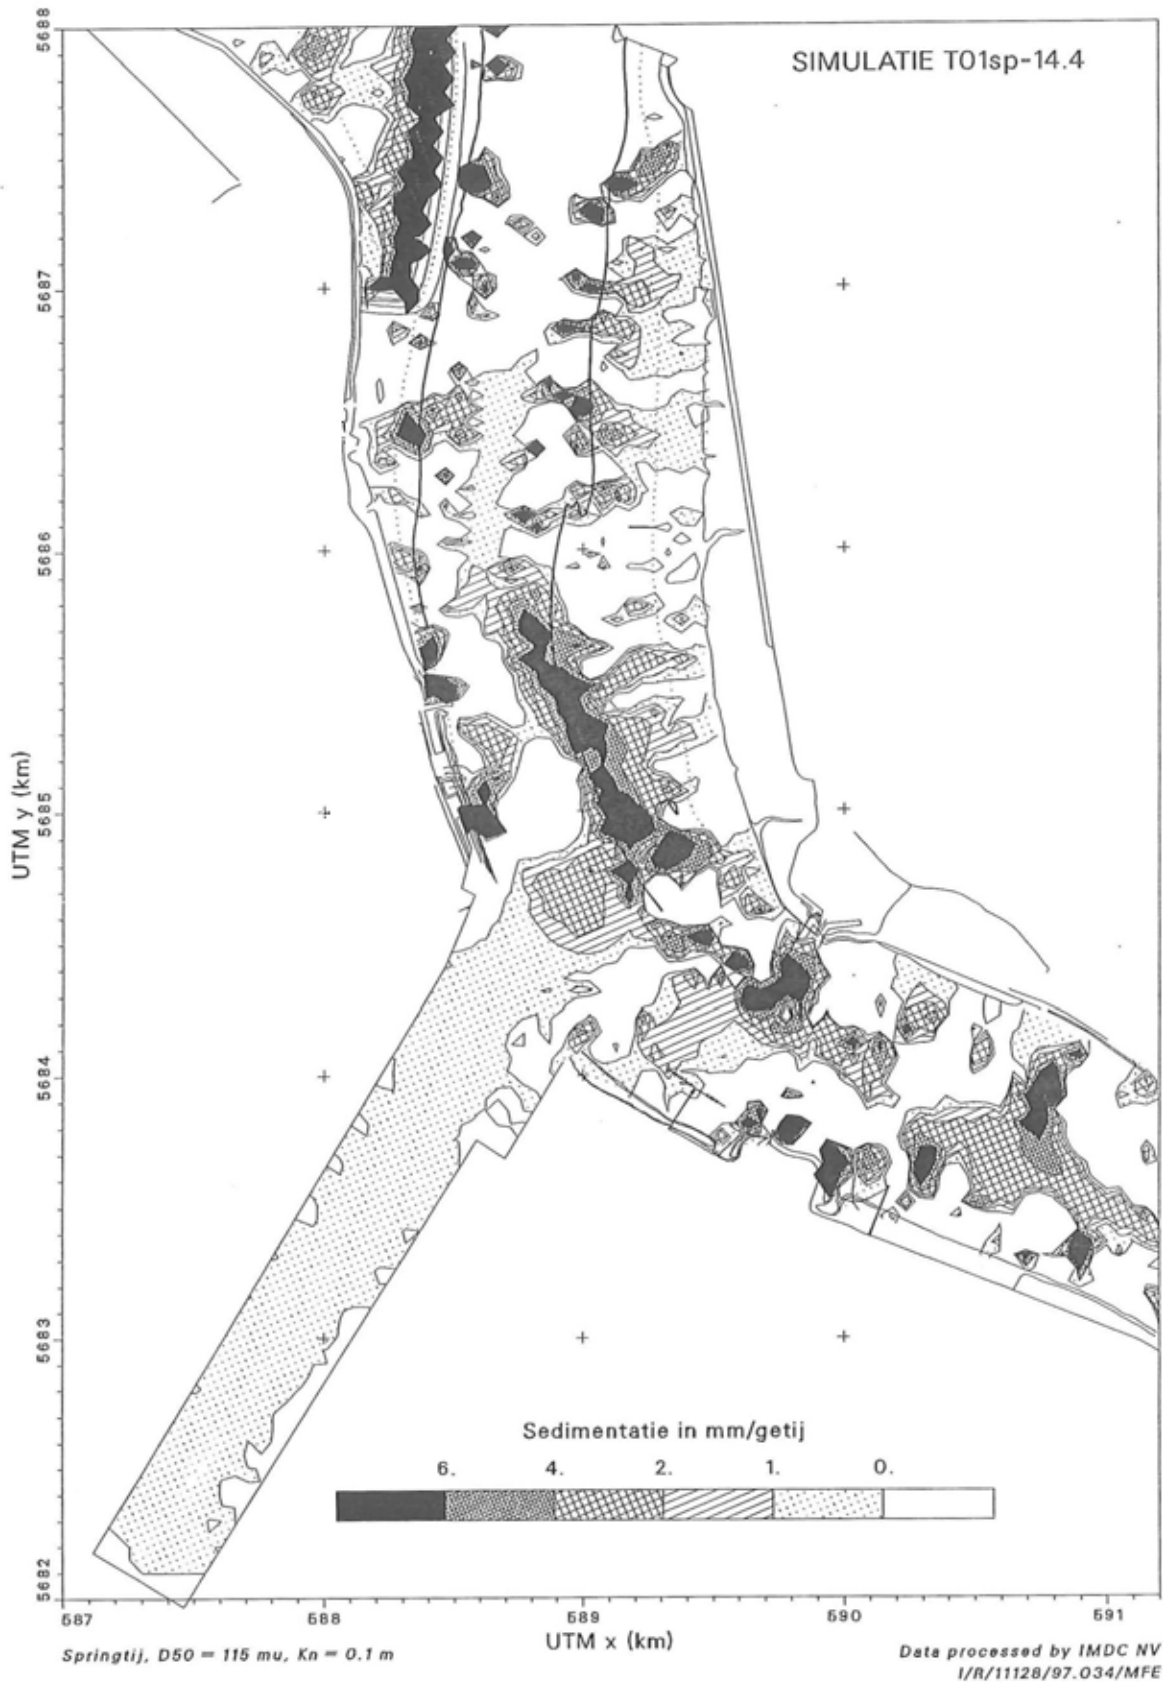 SIMULATIE T01sp-14.4
5688
5687
5686
5685
5684
5683
5682
UTM y (km)
Sedimentatie in mm/getij
6. 4. 2. 1. 0.
587 588 589 590 591
UTM x (km)
Springtij, D50 = 115 mu, Kn = 0.1 m
Data processed by IMDC NV
I/R/11128/97.034/MFE